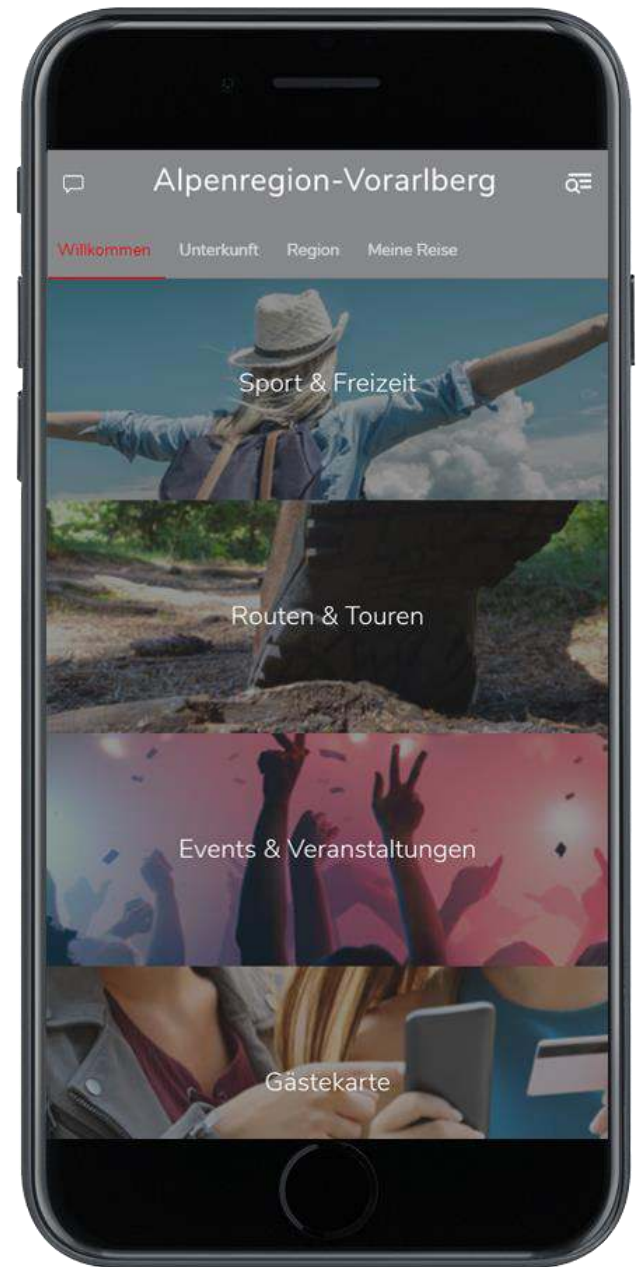 Alpenregion-Vorarlberg
Willkommen Unterkunft Region Meine Reise
Sport & Freizeit
Routen & Touren
Events & Veranstaltungen
Gästekarte